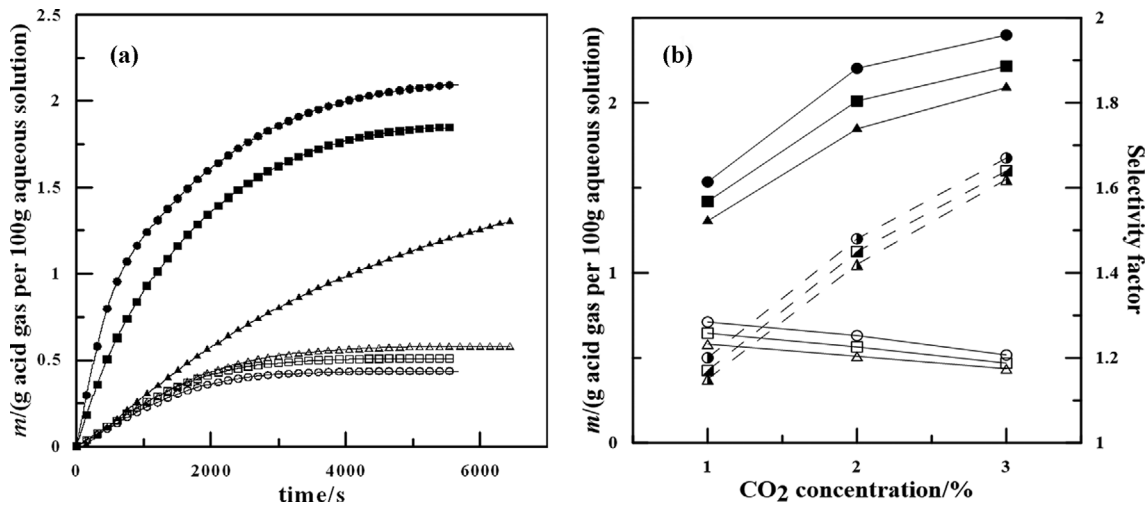 (a)
m/(g acid gas per 100g aqueous solution)
2.5
2
1.5
1
0.5
0
0 2000 4000 6000
time/s
(b)
m/(g acid gas per 100g aqueous solution)
2
1
0
2
1.8
1.6
1.4
1.2
1
Selectivity factor
1 2 3
CO2 concentration/%